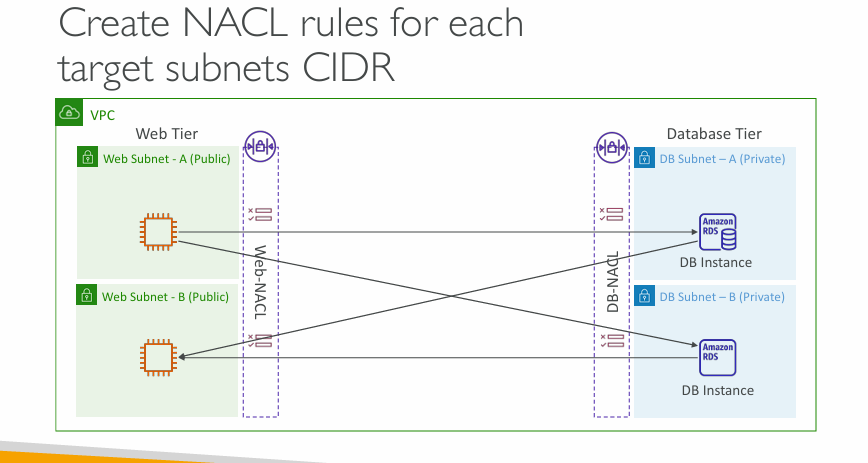 Create NACL rules for each
target subnets CIDR
VPC
Web Tier
Database Tier
Web Subnet - A (Public)
DB Subnet – A (Private)
Amazon
RDS
DB Instance
Web-NACL
DB-NACL
Web Subnet - B (Public)
DB Subnet – B (Private)
Amazon
RDS
DB Instance